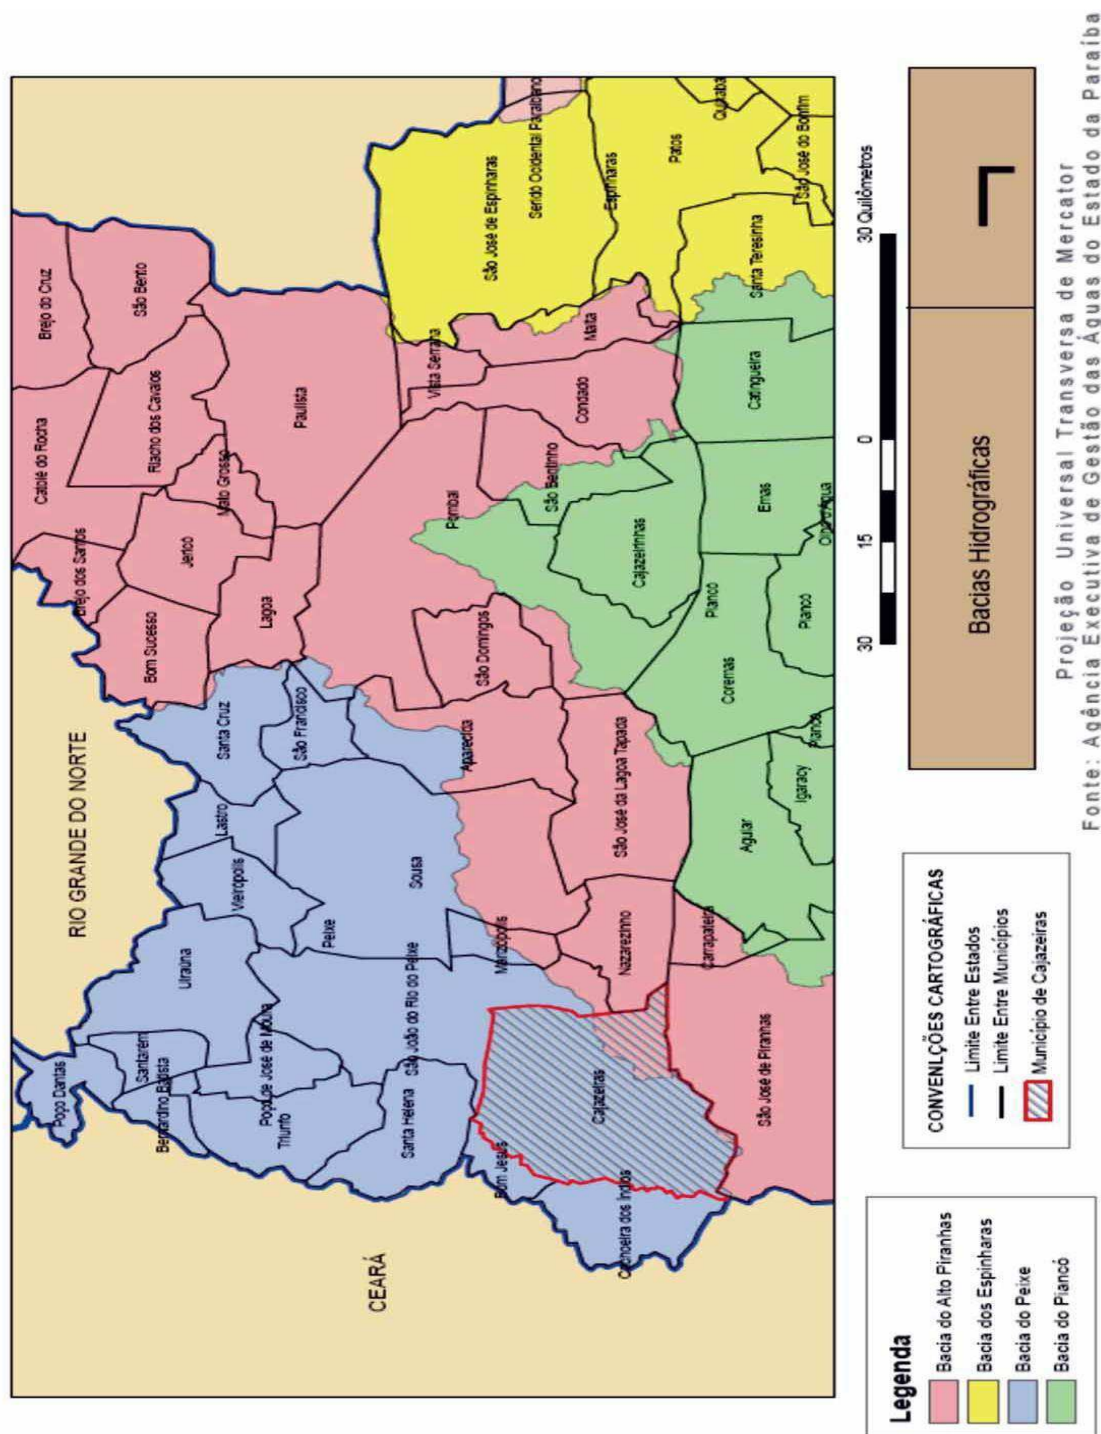 RIO GRANDE DO NORTE
CEARÁ
Poço Dantas
Santarém
Bernardino Batista
Uiraúna
Poço de José de Moura
Triunfo
Vieirópolis
Lastro
Santa Cruz
São Francisco
Bom Sucesso
Brejo dos Santos
Catolé do Rocha
Brejo do Cruz
São Bento
Riacho dos Cavalos
Jericó
Mato Grosso
Lagoa
Paulista
Peixe
São João do Rio do Peixe
Santa Helena
Sousa
Aparecida
Pombal
São Domingos
Vista Serrana
São José de Espinharas
Seridó Ocidental Paraibano
Espinharas
Malta
Condado
São Bentinho
Cajazeirinhas
Bom Jesus
Cachoeira dos Índios
Cajazeiras
Marizópolis
Nazarezinho
São José da Lagoa Tapada
Carrapateira
São José de Piranhas
Aguiar
Igaracy
Coremas
Piancó
Piancó
Piancó
Emas
Olho d'Água
Catingueira
Santa Teresinha
Patos
Quixaba
São José do Bonfim
Legenda
Bacia do Alto Piranhas
Bacia dos Espinharas
Bacia do Peixe
Bacia do Piancó
CONVENLÇÕES CARTOGRÁFICAS
Limite Entre Estados
Limite Entre Municípios
Município de Cajazeiras
30 15 0 30 Quilômetros
Bacias Hidrográficas
Projeção Universal Transversa de Mercator
Fonte: Agência Executiva de Gestão das Águas do Estado da Paraíba